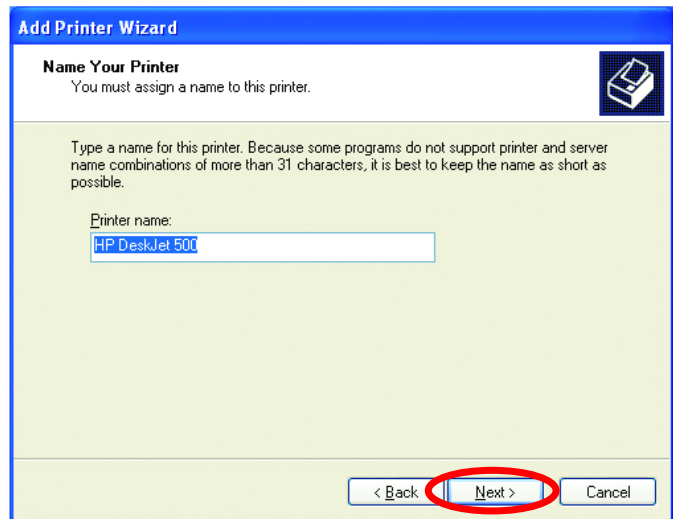 Add Printer Wizard
Name Your Printer
You must assign a name to this printer.
Type a name for this printer. Because some programs do not support printer and server
name combinations of more than 31 characters, it is best to keep the name as short as
possible.
Printer name:
HP DeskJet 500
< Back
Next >
Cancel